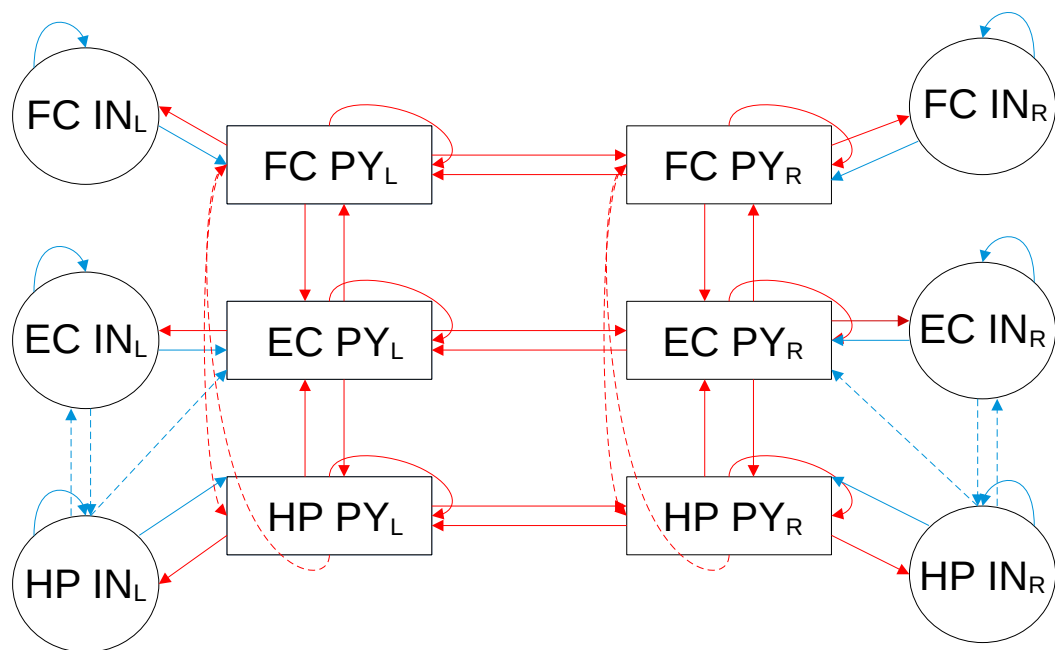 FC IN_L
FC PY_L
FC PY_R
FC IN_R
EC IN_L
EC PY_L
EC PY_R
EC IN_R
HP IN_L
HP PY_L
HP PY_R
HP IN_R